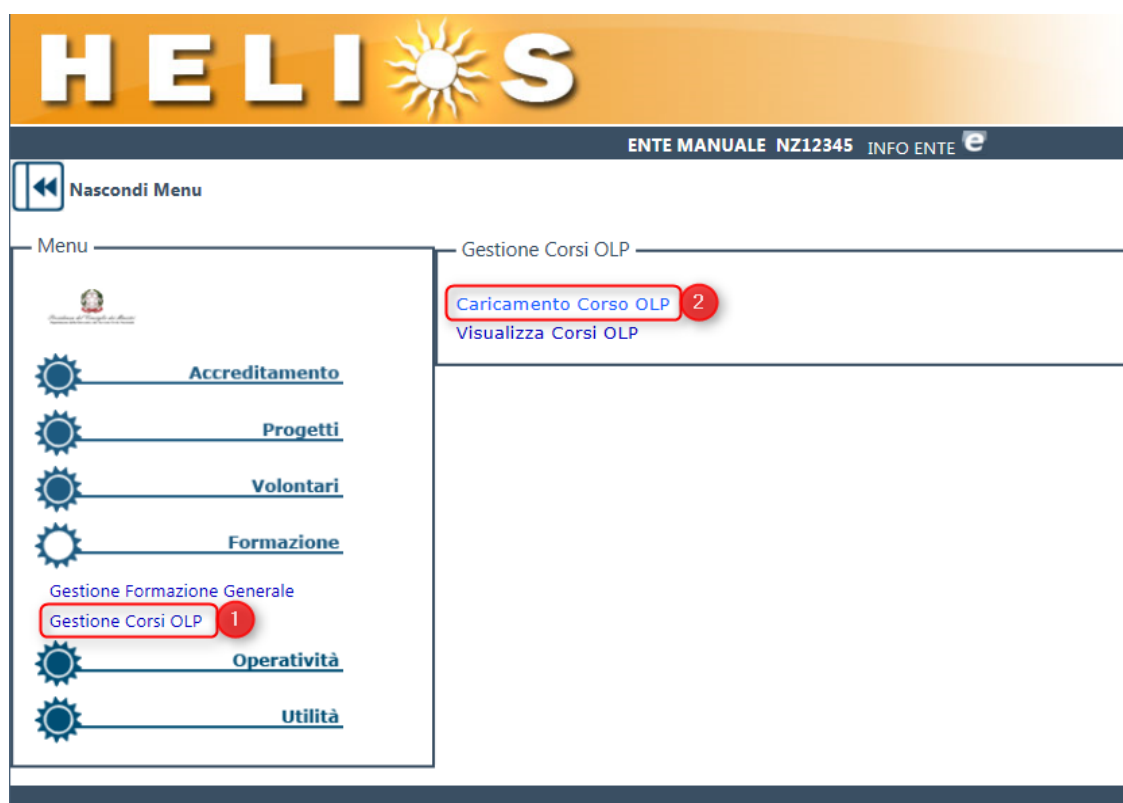 HELIOS
ENTE MANUALE NZ12345 INFO ENTE
Nascondi Menu
Menu
Accreditamento
Progetti
Volontari
Formazione
Gestione Formazione Generale
Gestione Corsi OLP 1
Operatività
Utilità
Gestione Corsi OLP
Caricamento Corso OLP 2
Visualizza Corsi OLP